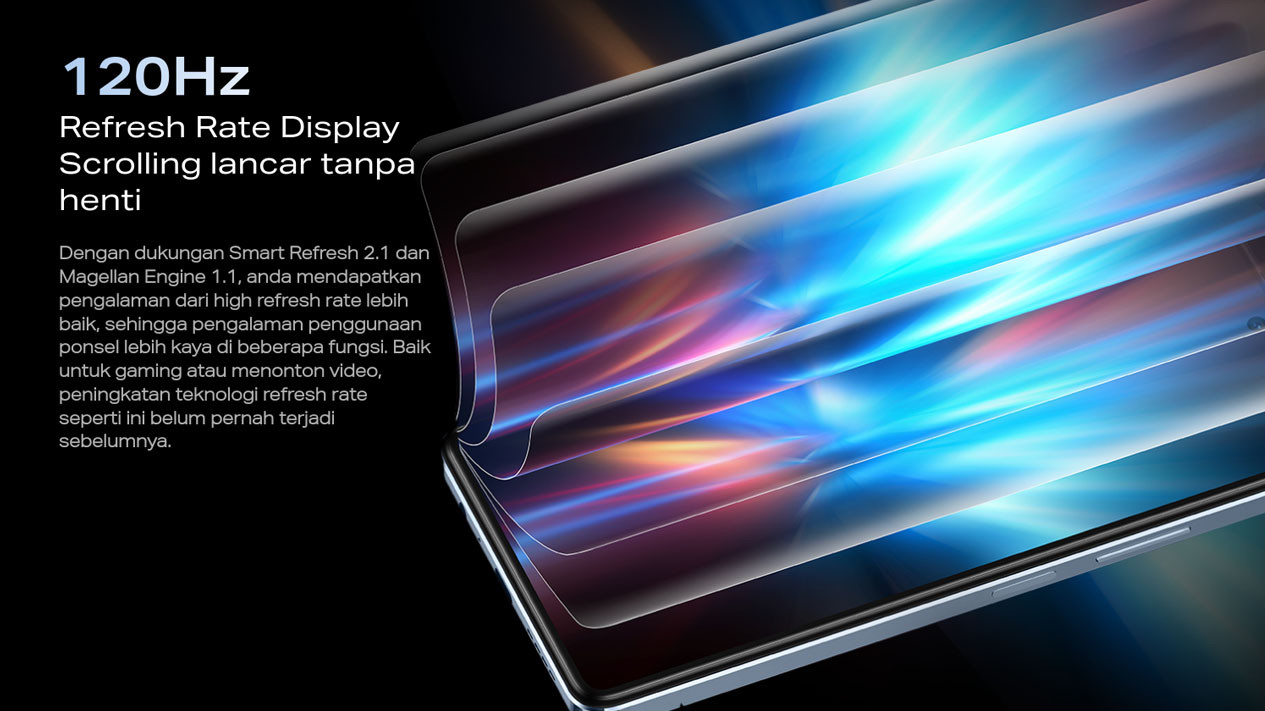 120Hz
Refresh Rate Display
Scrolling lancar tanpa
henti
Dengan dukungan Smart Refresh 2.1 dan
Magellan Engine 1.1, anda mendapatkan
pengalaman dari high refresh rate lebih
baik, sehingga pengalaman penggunaan
ponsel lebih kaya di beberapa fungsi. Baik
untuk gaming atau menonton video,
peningkatan teknologi refresh rate
seperti ini belum pernah terjadi
sebelumnya.